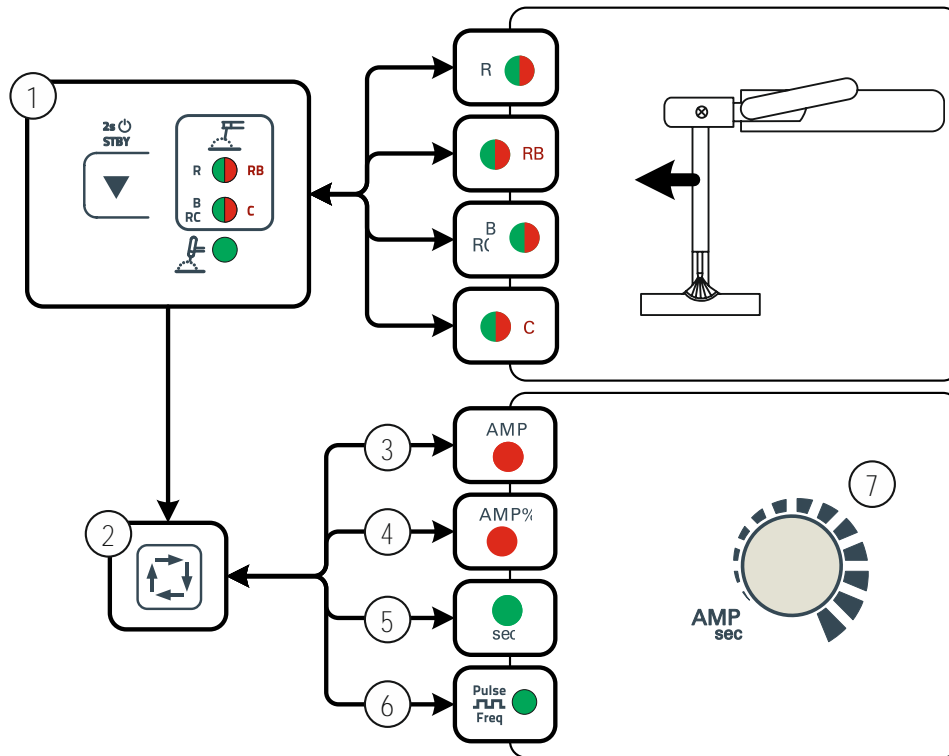 1
2s
STBY
R RB
B
RC C
R
RB
B
RC
C
2
3
AMP
4
AMP%
5
sec
6
Pulse
Freq
7
AMP
sec